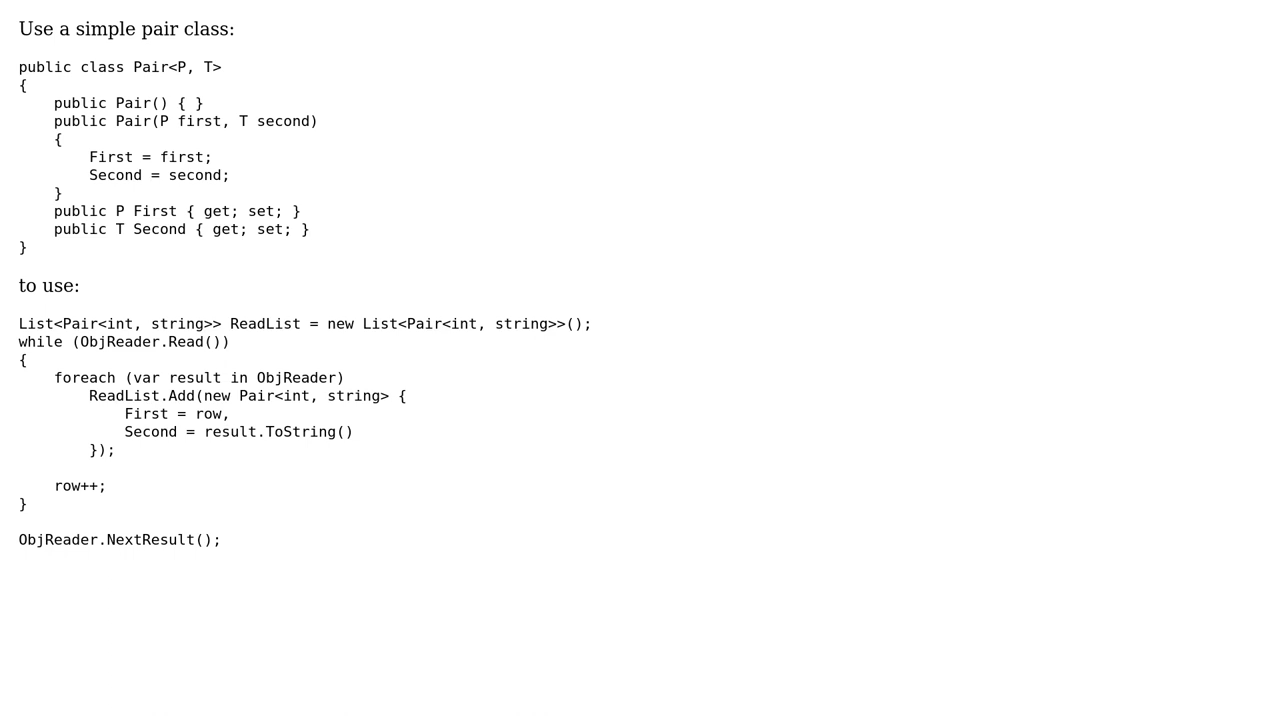 Use a simple pair class:
public class Pair<P, T>
{
    public Pair() { }
    public Pair(P first, T second)
    {
        First = first;
        Second = second;
    }
    public P First { get; set; }
    public T Second { get; set; }
}
to use:
List<Pair<int, string>> ReadList = new List<Pair<int, string>>();
while (ObjReader.Read())
{
    foreach (var result in ObjReader)
        ReadList.Add(new Pair<int, string> {
            First = row,
            Second = result.ToString()
        });

    row++;
}

ObjReader.NextResult();